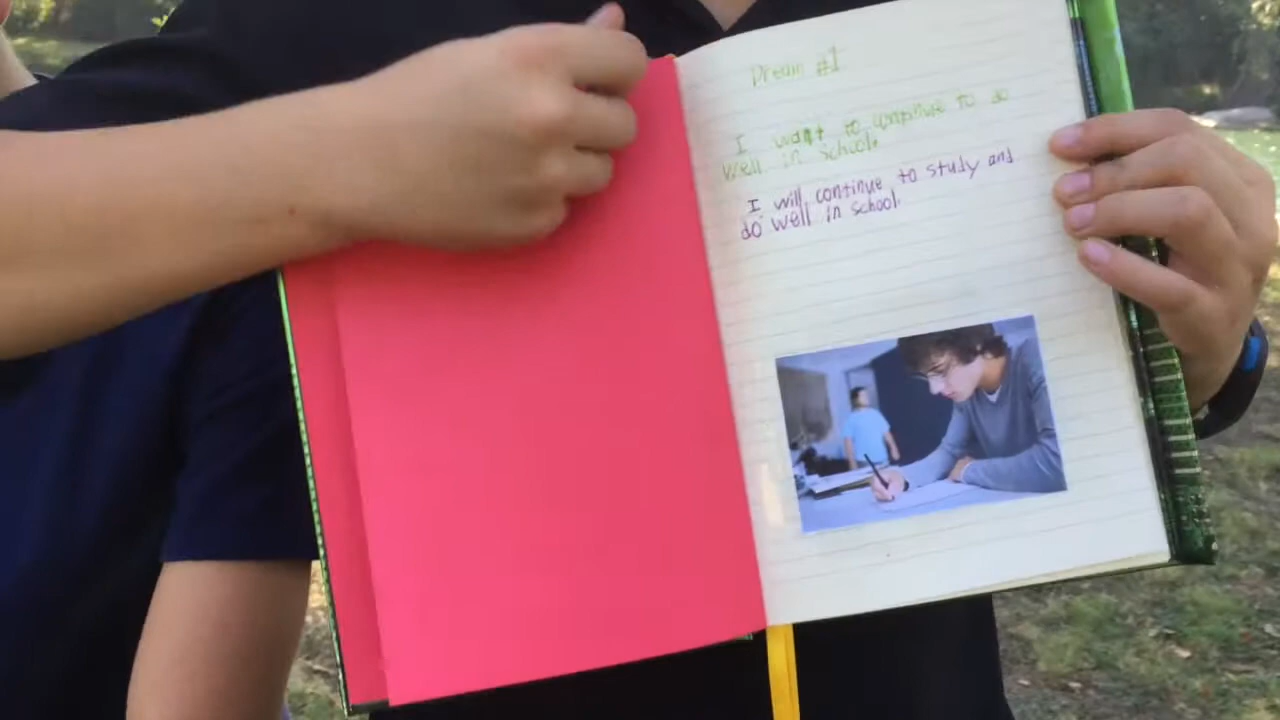 Dream #1
I want to continue to do
well in school.
I will continue to study and
do well in school.